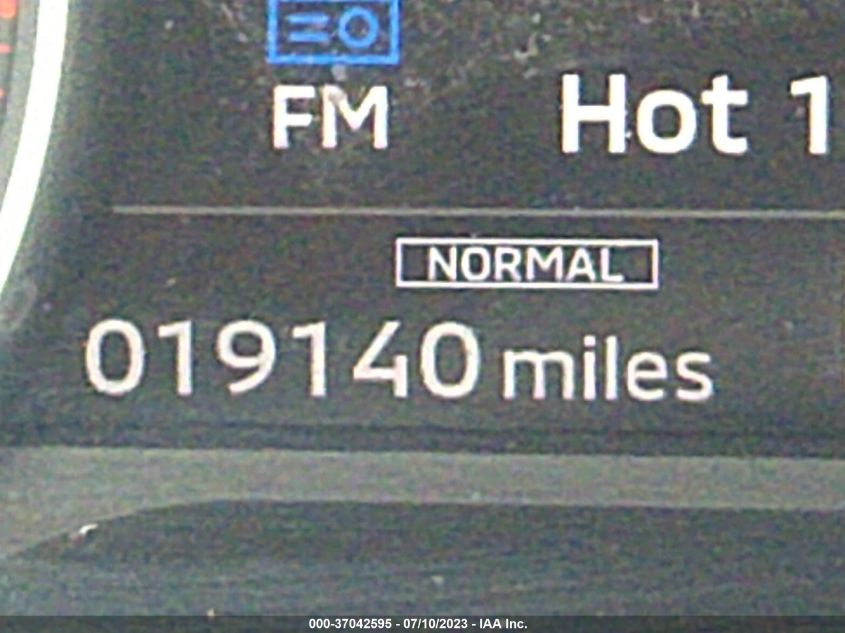 FM
Hot 1
NORMAL
019140 miles
000-37042595 - 07/10/2023 - IAA Inc.